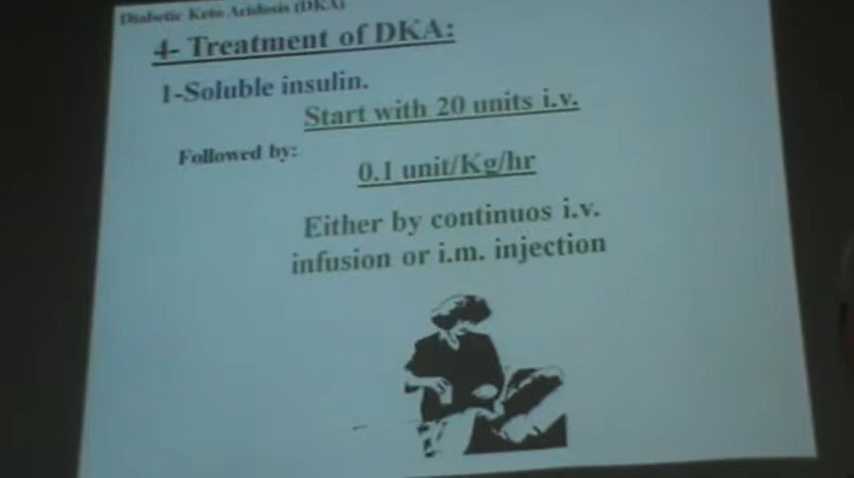 Diabetic Keto Acidosis (DKA)
4- Treatment of DKA:
1-Soluble insulin.
Start with 20 units i.v.
Followed by:
0.1 unit/Kg/hr
Either by continuos i.v.
infusion or i.m. injection